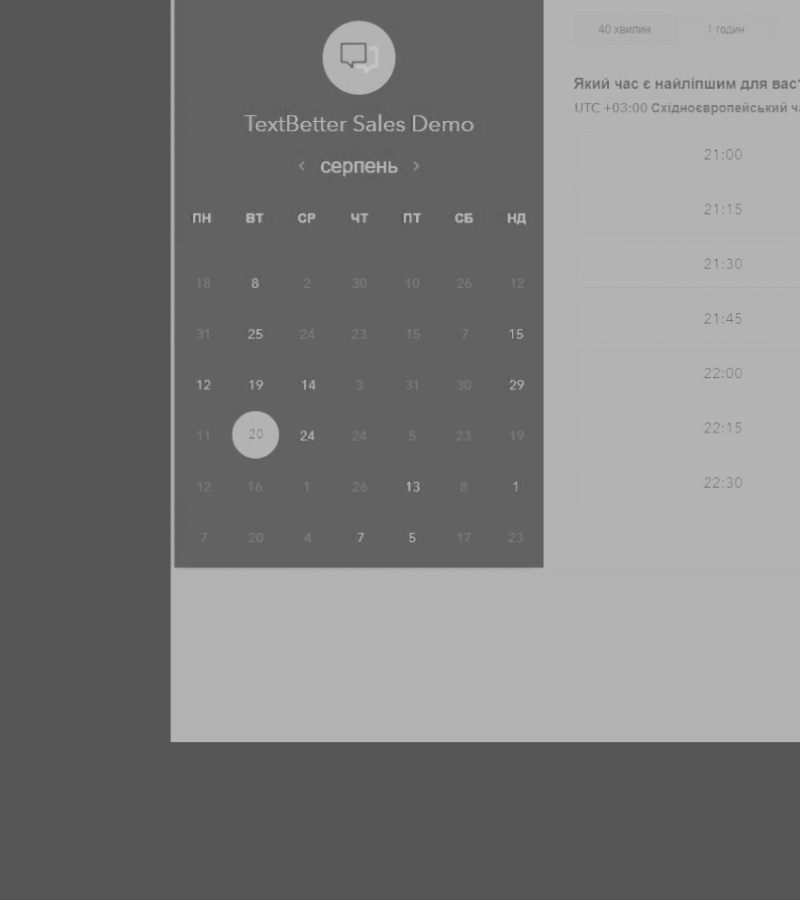 TextBetter Sales Demo
< серпень >
ПН ВТ СР ЧТ ПТ СБ НД
18 8 2 30 10 26 12
31 25 24 23 15 7 15
12 19 14 3 31 30 29
11 20 24 24 5 23 19
12 16 1 26 13 8 1
7 20 4 7 5 17 23
40 хвилин 1 годин
Який час є найліпшим для вас?
UTC +03:00 Східноєвропейський ча
21:00
21:15
21:30
21:45
22:00
22:15
22:30